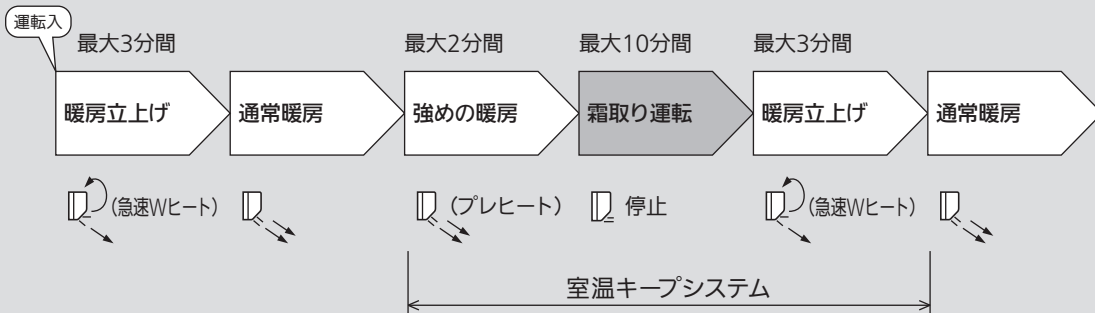 運転入
最大3分間
最大2分間
最大10分間
最大3分間
暖房立上げ
通常暖房
強めの暖房
霜取り運転
暖房立上げ
通常暖房
(急速Wヒート)
(プレヒート)
停止
(急速Wヒート)
室温キープシステム